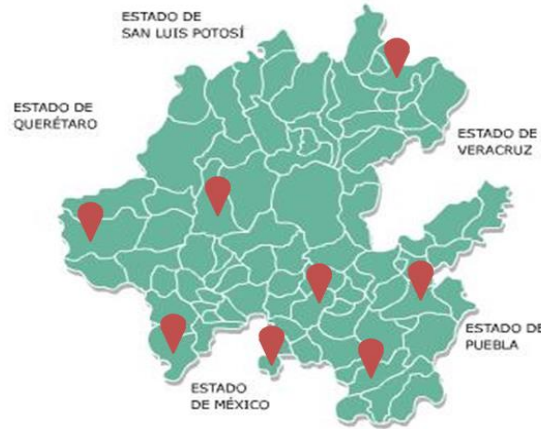 ESTADO DE
SAN LUIS POTOSÍ
ESTADO DE
QUERÉTARO
ESTADO DE
VERACRUZ
ESTADO DE
PUEBLA
ESTADO
DE MÉXICO